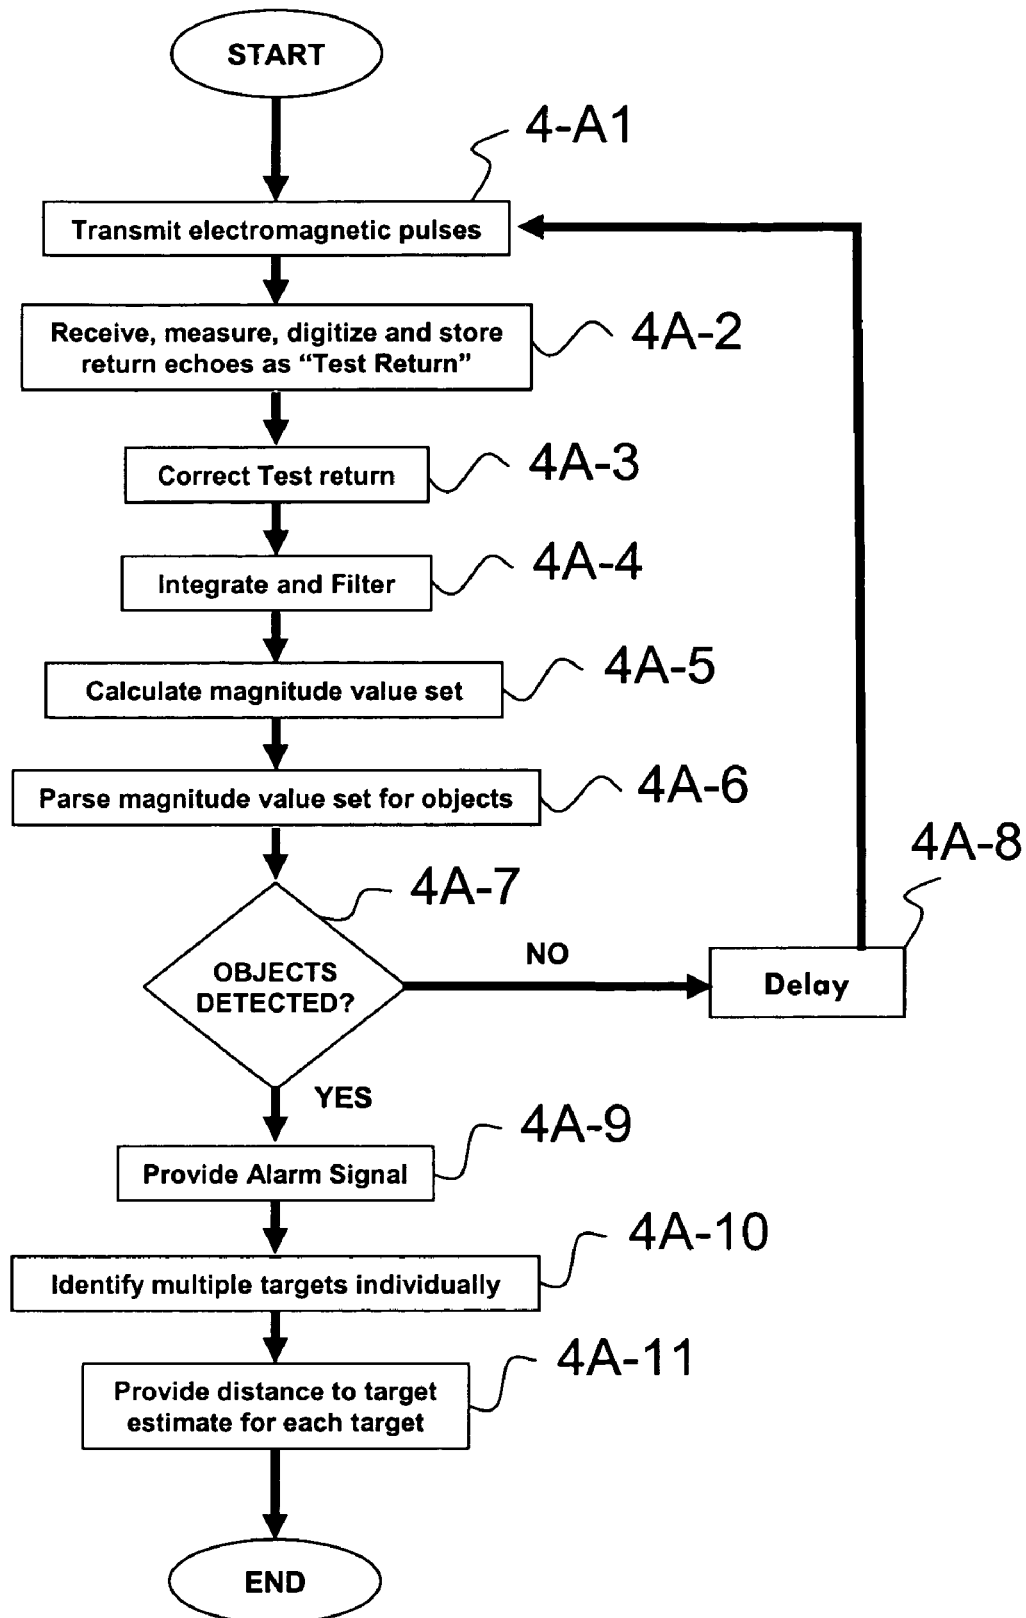 START
4-A1
Transmit electromagnetic pulses
Receive, measure, digitize and store
return echoes as “Test Return”
4A-2
Correct Test return
4A-3
Integrate and Filter
4A-4
Calculate magnitude value set
4A-5
Parse magnitude value set for objects
4A-6
4A-7
4A-8
OBJECTS
DETECTED?
NO
Delay
YES
4A-9
Provide Alarm Signal
4A-10
Identify multiple targets individually
4A-11
Provide distance to target
estimate for each target
END